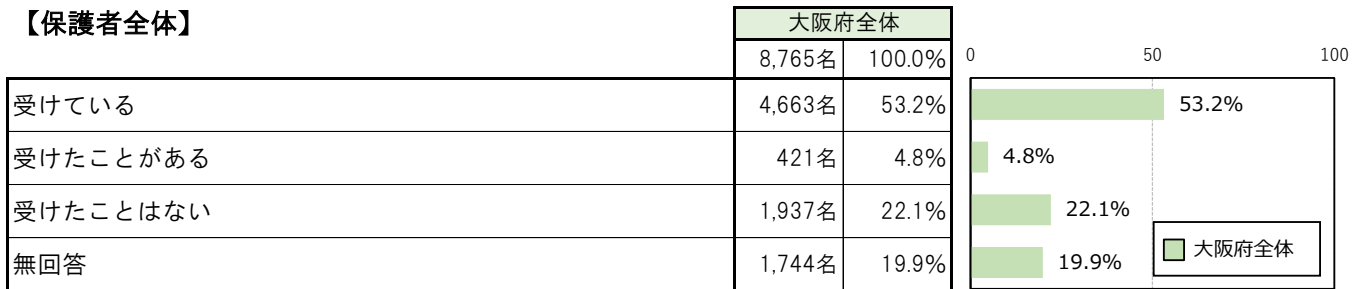 【保護者全体】
大阪府全体
8,765名 100.0%
0 50 100
受けている 4,663名 53.2% 53.2%
受けたことがある 421名 4.8% 4.8%
受けたことはない 1,937名 22.1% 22.1%
無回答 1,744名 19.9% 19.9%
大阪府全体